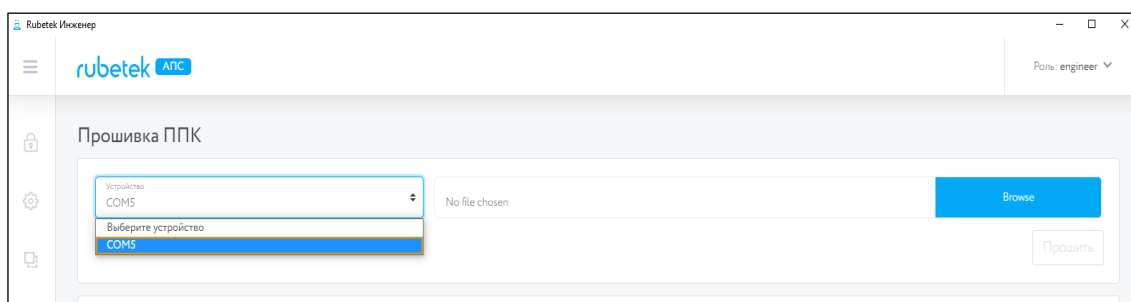 Rubetek Инженер
rubetek АПС
Роль: engineer
Прошивка ППК
Устройство
COM5
No file chosen
Browse
Выберите устройство
COM5
Прошить